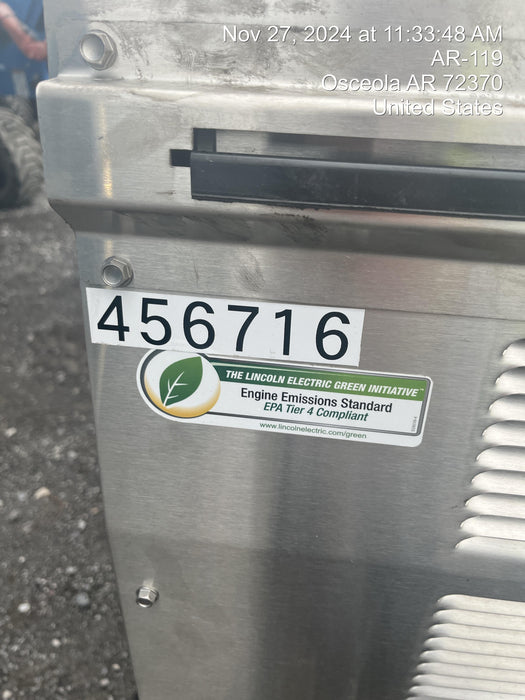 Nov 27, 2024 at 11:33:48 AM
AR-119
Osceola AR 72370
United States
456716
THE LINCOLN ELECTRIC GREEN INITIATIVE™
Engine Emissions Standard
EPA Tier 4 Compliant
www.lincolnelectric.com/green